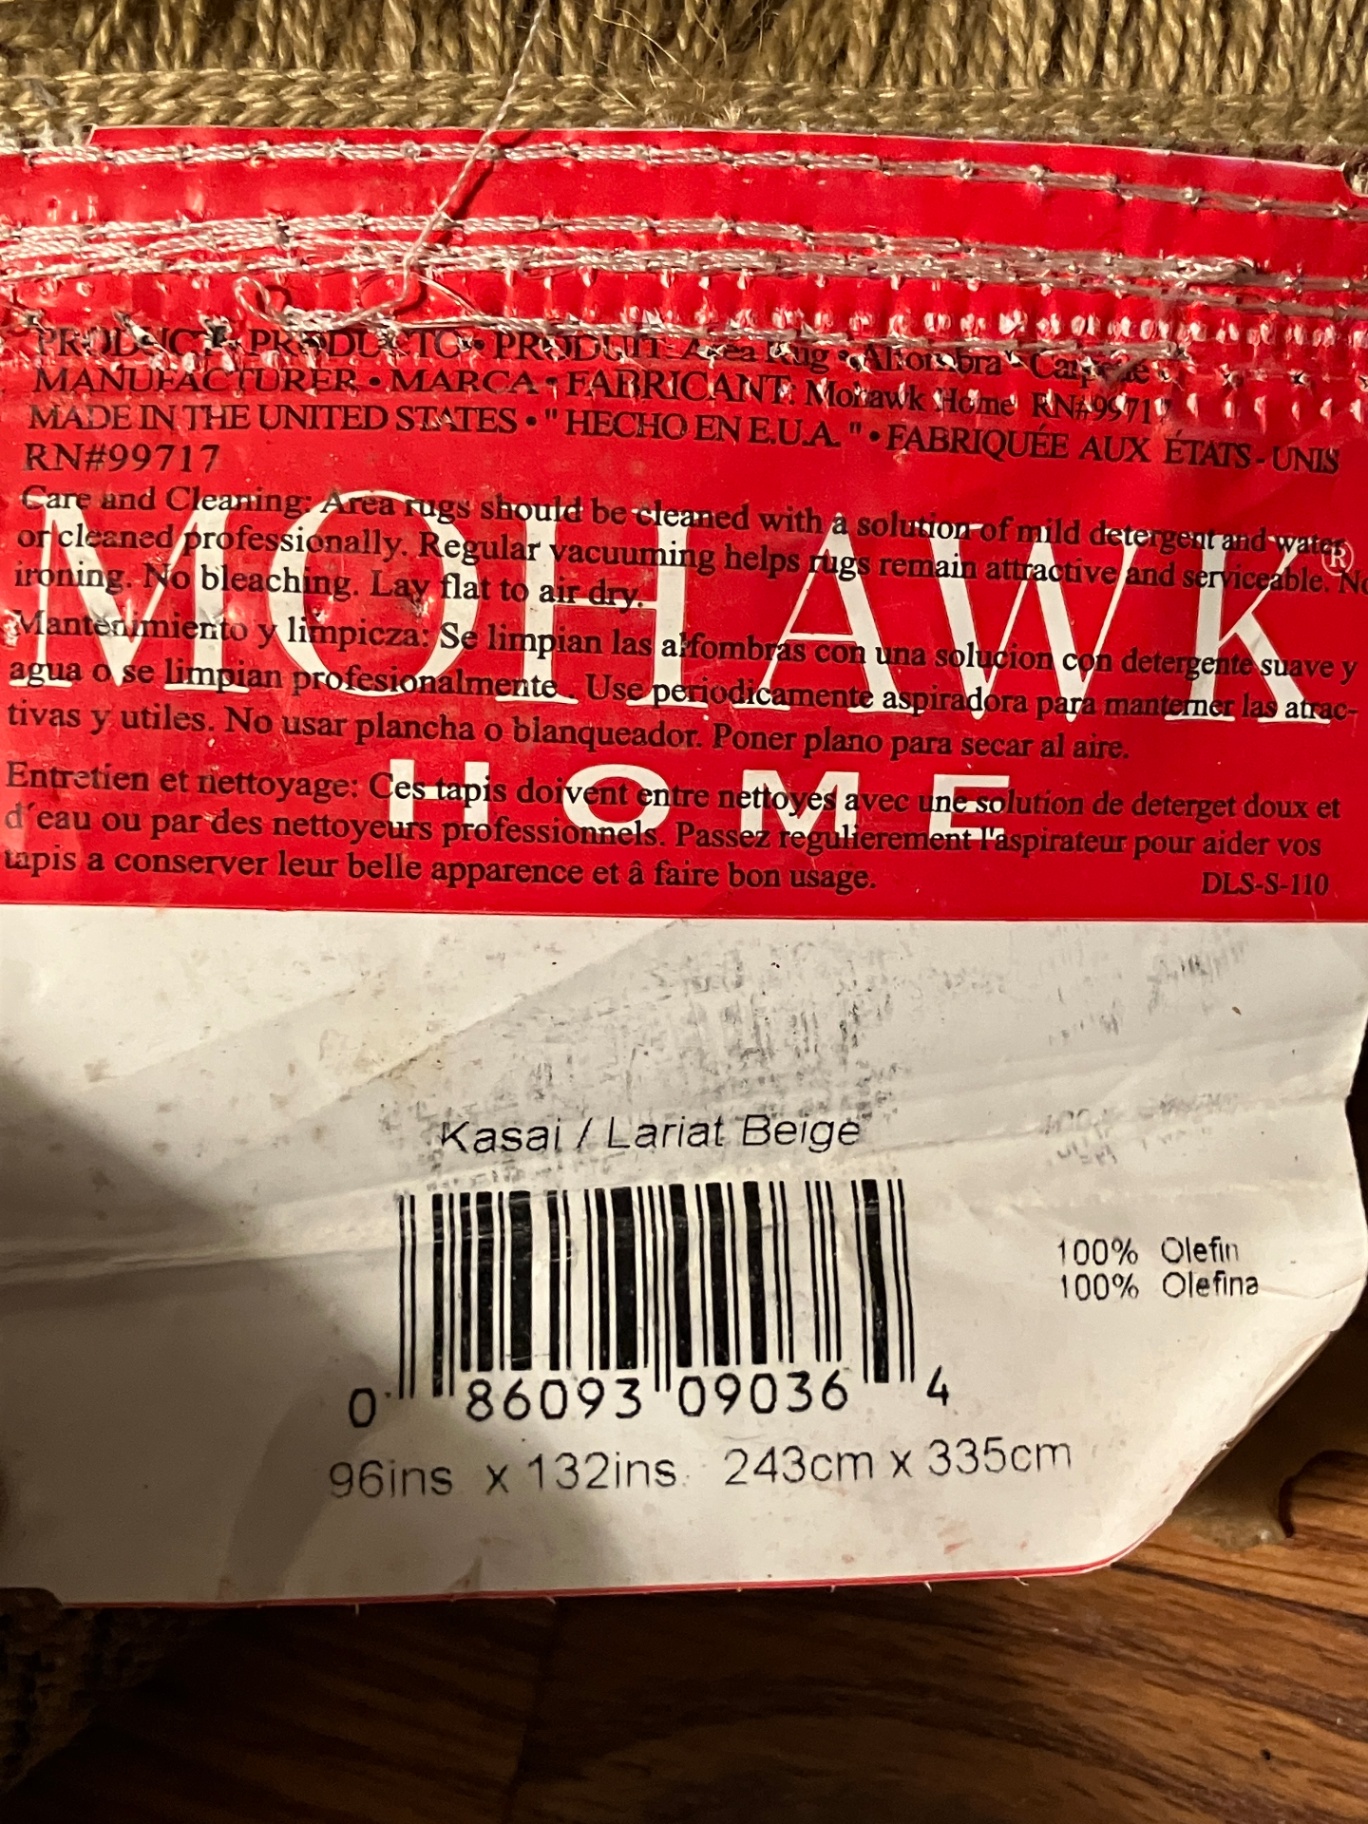 PRODUCT • PRODUCTO • PRODUIT: Area Rug • Alfombra • Carpette
MANUFACTURER • MARCA • FABRICANT: Mohawk Home RN#99717
MADE IN THE UNITED STATES • " HECHO EN E.U.A. " • FABRIQUÉE AUX ÉTATS - UNIS
RN#99717
Care and Cleaning: Area rugs should be cleaned with a solution of mild detergent and water
or cleaned professionally. Regular vacuuming helps rugs remain attractive and serviceable. No
ironing. No bleaching. Lay flat to air dry.
MOHAWK®
Mantenimiento y limpicza: Se limpian las alfombras con una solucion con detergente suave y
agua o se limpian profesionalmente . Use periodicamente aspiradora para mantemer las atrac-
tivas y utiles. No usar plancha o blanqueador. Poner plano para secar al aire.
HOME
Entretien et nettoyage: Ces tapis doivent entre nettoyes avec une solution de deterget doux et
d'eau ou par des nettoyeurs professionnels. Passez regulierement l'aspirateur pour aider vos
tapis a conserver leur belle apparence et â faire bon usage.
DLS-S-110
Kasai / Lariat Beige
100% Olefin
100% Olefina
0 86093 09036 4
96ins x 132ins. 243cm x 335cm